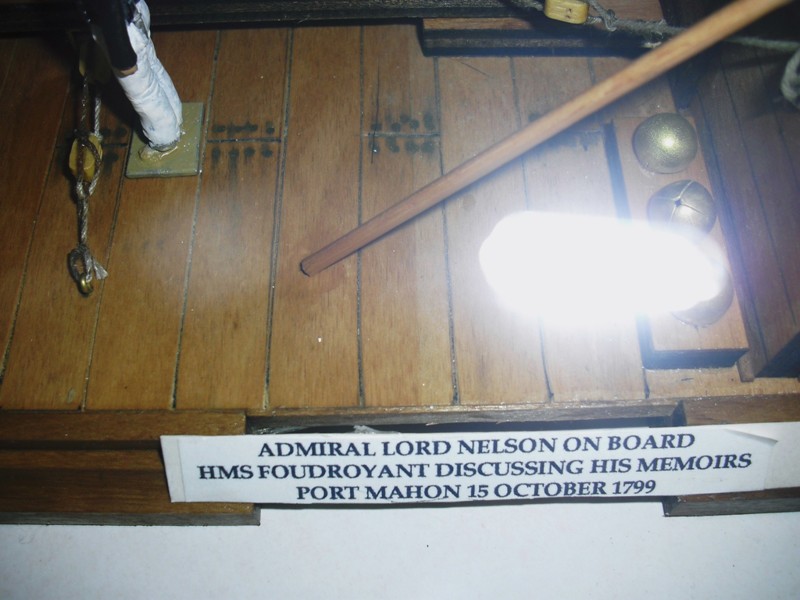 ADMIRAL LORD NELSON ON BOARD
HMS FOUDROYANT DISCUSSING HIS MEMOIRS
PORT MAHON 15 OCTOBER 1799